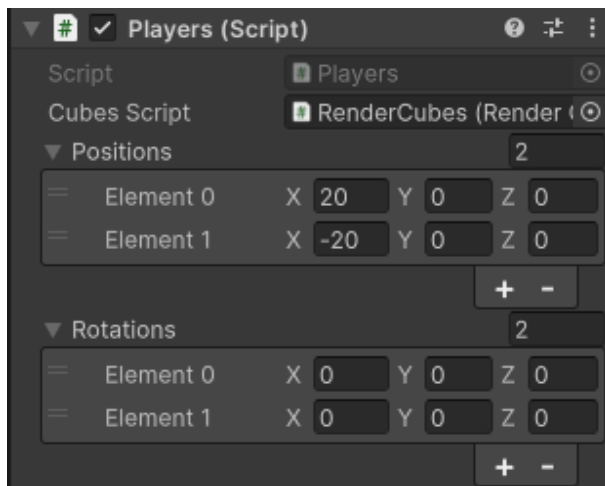 # Players (Script)
Script # Players
Cubes Script # RenderCubes (Render
Positions 2
Element 0 X 20 Y 0 Z 0
Element 1 X -20 Y 0 Z 0
+ -
Rotations 2
Element 0 X 0 Y 0 Z 0
Element 1 X 0 Y 0 Z 0
+ -